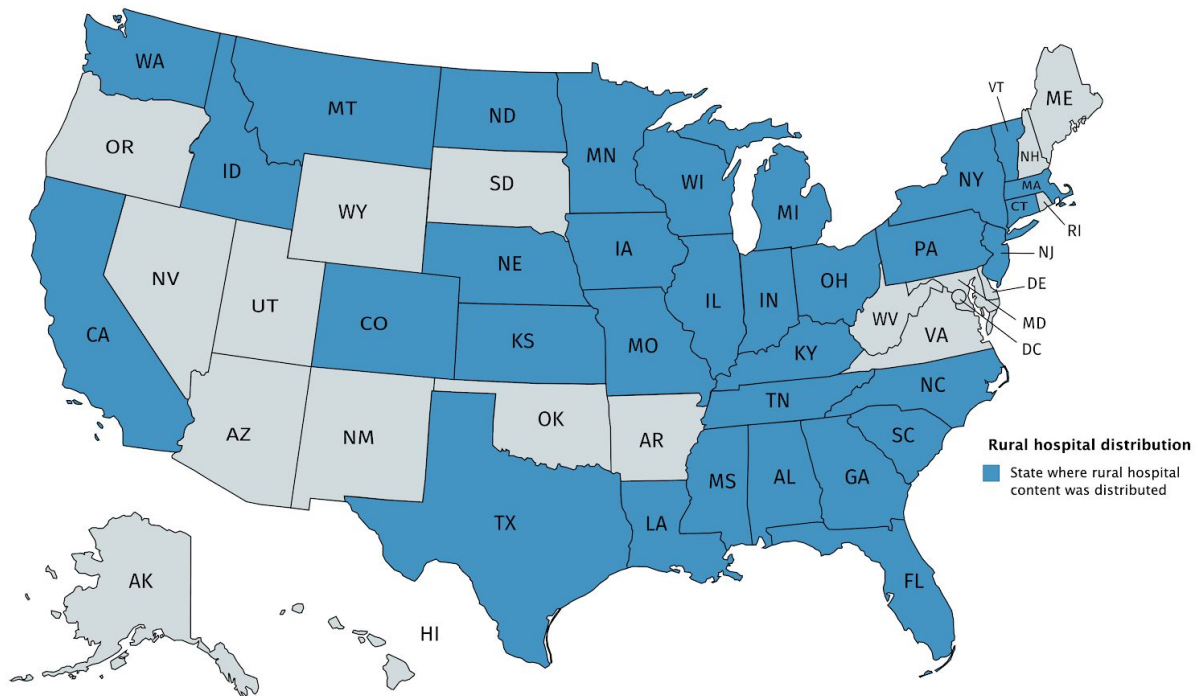 WA
MT
ND
MN
VT
ME
OR
ID
SD
WI
NH
NY
MA
WY
MI
CT
RI
NV
NE
IA
PA
NJ
UT
IL
IN
OH
DE
CA
CO
KS
MO
WV
MD
KY
VA
DC
AZ
NM
OK
AR
TN
NC
SC
Rural hospital distribution
State where rural hospital
content was distributed
TX
LA
MS
AL
GA
FL
AK
HI